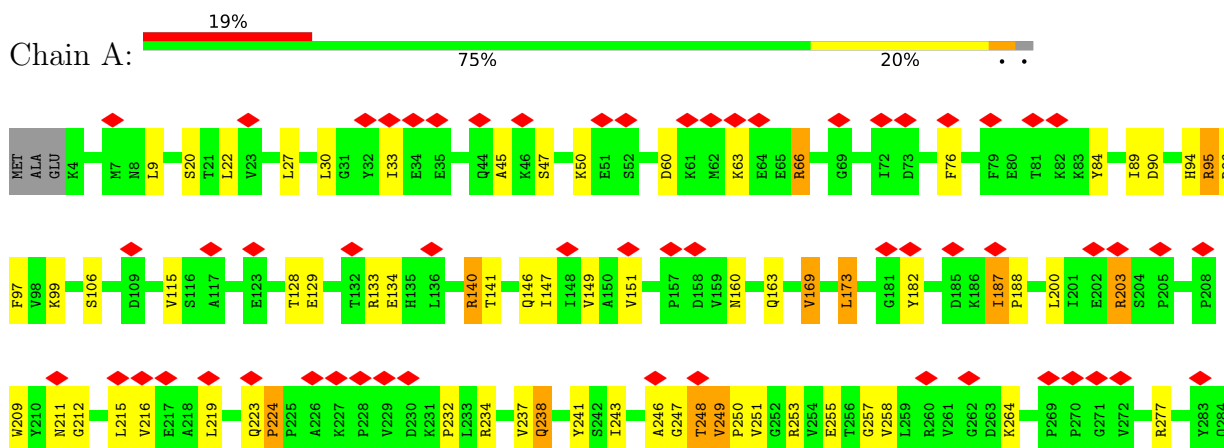 19%
Chain A:
75% 20% • •
MET ALA GLU K4 M7 N8 L9 S20 T21 L22 V23 L27 L30 G31 Y32 I33 E34 E35 Q44 A45 K46 S47 K50 E51 S52 D60 K61 M62 K63 E64 E65 R66 G69 I72 D73 F76 F79 E80 T81 K82 K83 Y84 I89 D90 H94 R95
F97 V98 K99 S106 D109 V115 S116 A117 E123 T128 E129 T132 R133 E134 H135 L136 R140 T141 Q146 I147 I148 V149 A150 V151 P157 D158 V159 N160 Q163 V169 L173 G181 Y182 D185 K186 I187 P188 L200 I201 E202 R203 S204 P205 P208
W209 Y210 N211 G212 L215 V216 E217 A218 L219 Q223 P224 P225 A226 K227 P228 V229 D230 K231 P232 L233 R234 V237 Q238 Y241 S242 I243 A246 G247 I248 V249 P250 V251 G252 R253 V254 E255 T256 G257 V258 L259 R260 V261 G262 D263 K264 P269 P270 G271 V272 R277 Y283